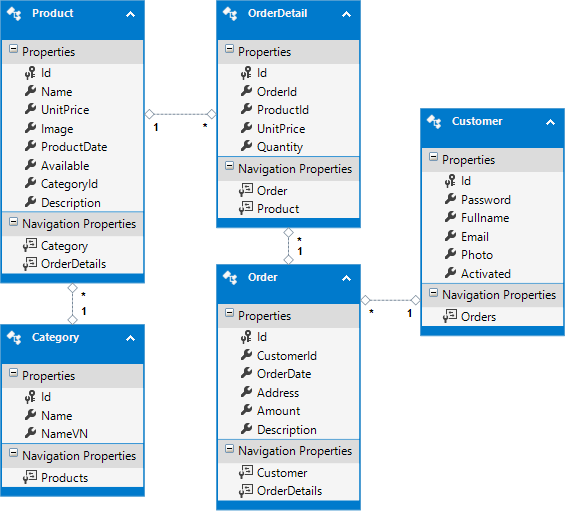 Product
Properties
Id
Name
UnitPrice
Image
ProductDate
Available
CategoryId
Description
Navigation Properties
Category
OrderDetails
1
*
OrderDetail
Properties
Id
OrderId
ProductId
UnitPrice
Quantity
Navigation Properties
Order
Product
*
1
Customer
Properties
Id
Password
Fullname
Email
Photo
Activated
Navigation Properties
Orders
*
1
Order
Properties
Id
CustomerId
OrderDate
Address
Amount
Description
Navigation Properties
Customer
OrderDetails
*
1
Category
Properties
Id
Name
NameVN
Navigation Properties
Products